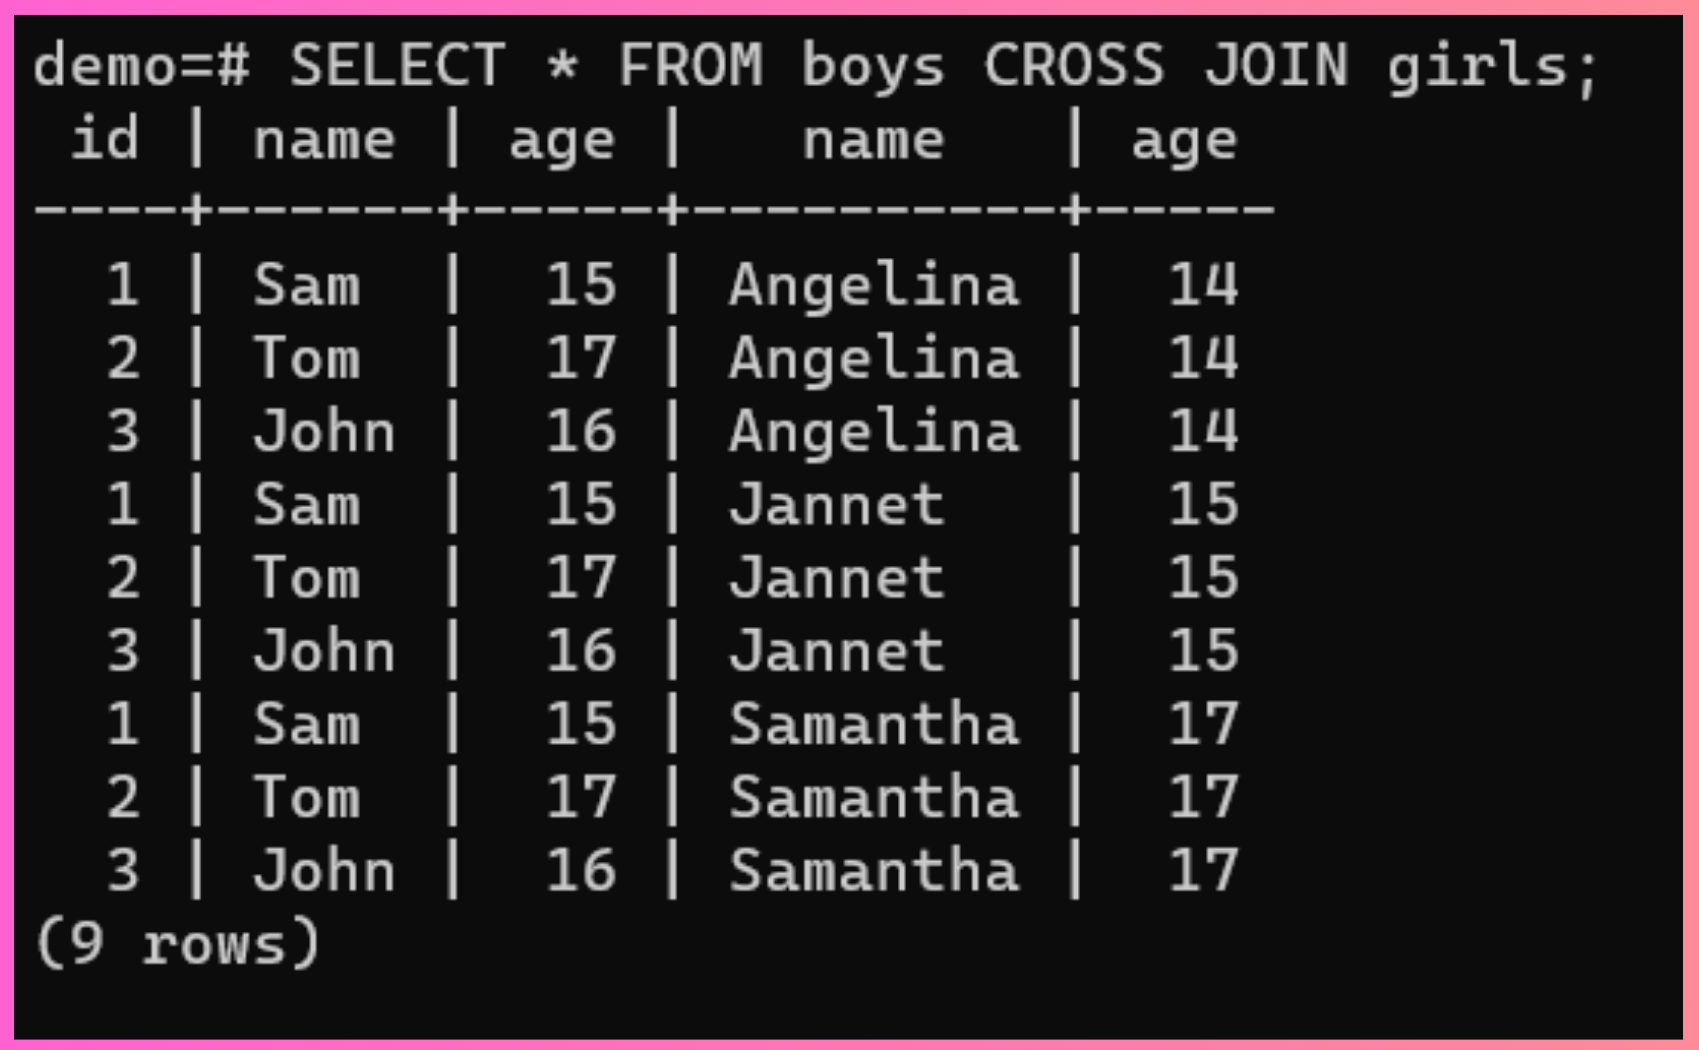 demo=# SELECT * FROM boys CROSS JOIN girls;
 id | name | age |   name   | age
----+------+-----+----------+-----
  1 | Sam  |  15 | Angelina |  14
  2 | Tom  |  17 | Angelina |  14
  3 | John |  16 | Angelina |  14
  1 | Sam  |  15 | Jannet   |  15
  2 | Tom  |  17 | Jannet   |  15
  3 | John |  16 | Jannet   |  15
  1 | Sam  |  15 | Samantha |  17
  2 | Tom  |  17 | Samantha |  17
  3 | John |  16 | Samantha |  17
(9 rows)